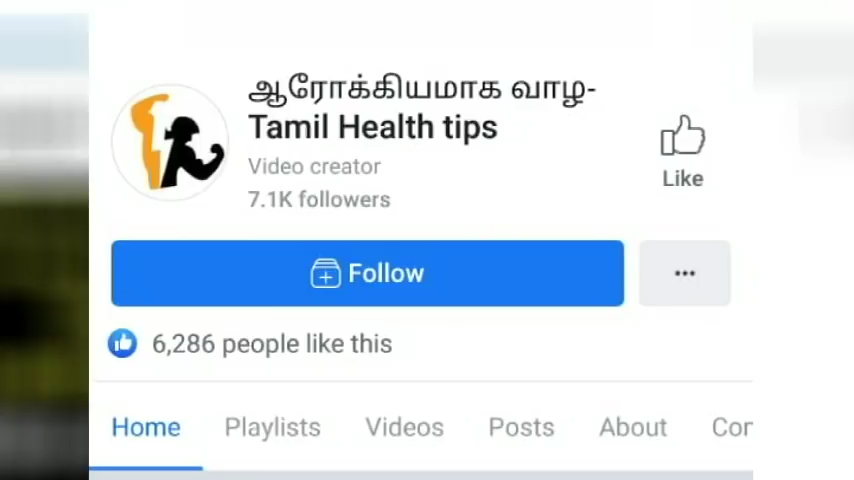 ஆரோக்கியமாக வாழ-
Tamil Health tips
Video creator
7.1K followers
Like
Follow
...
6,286 people like this
Home Playlists Videos Posts About